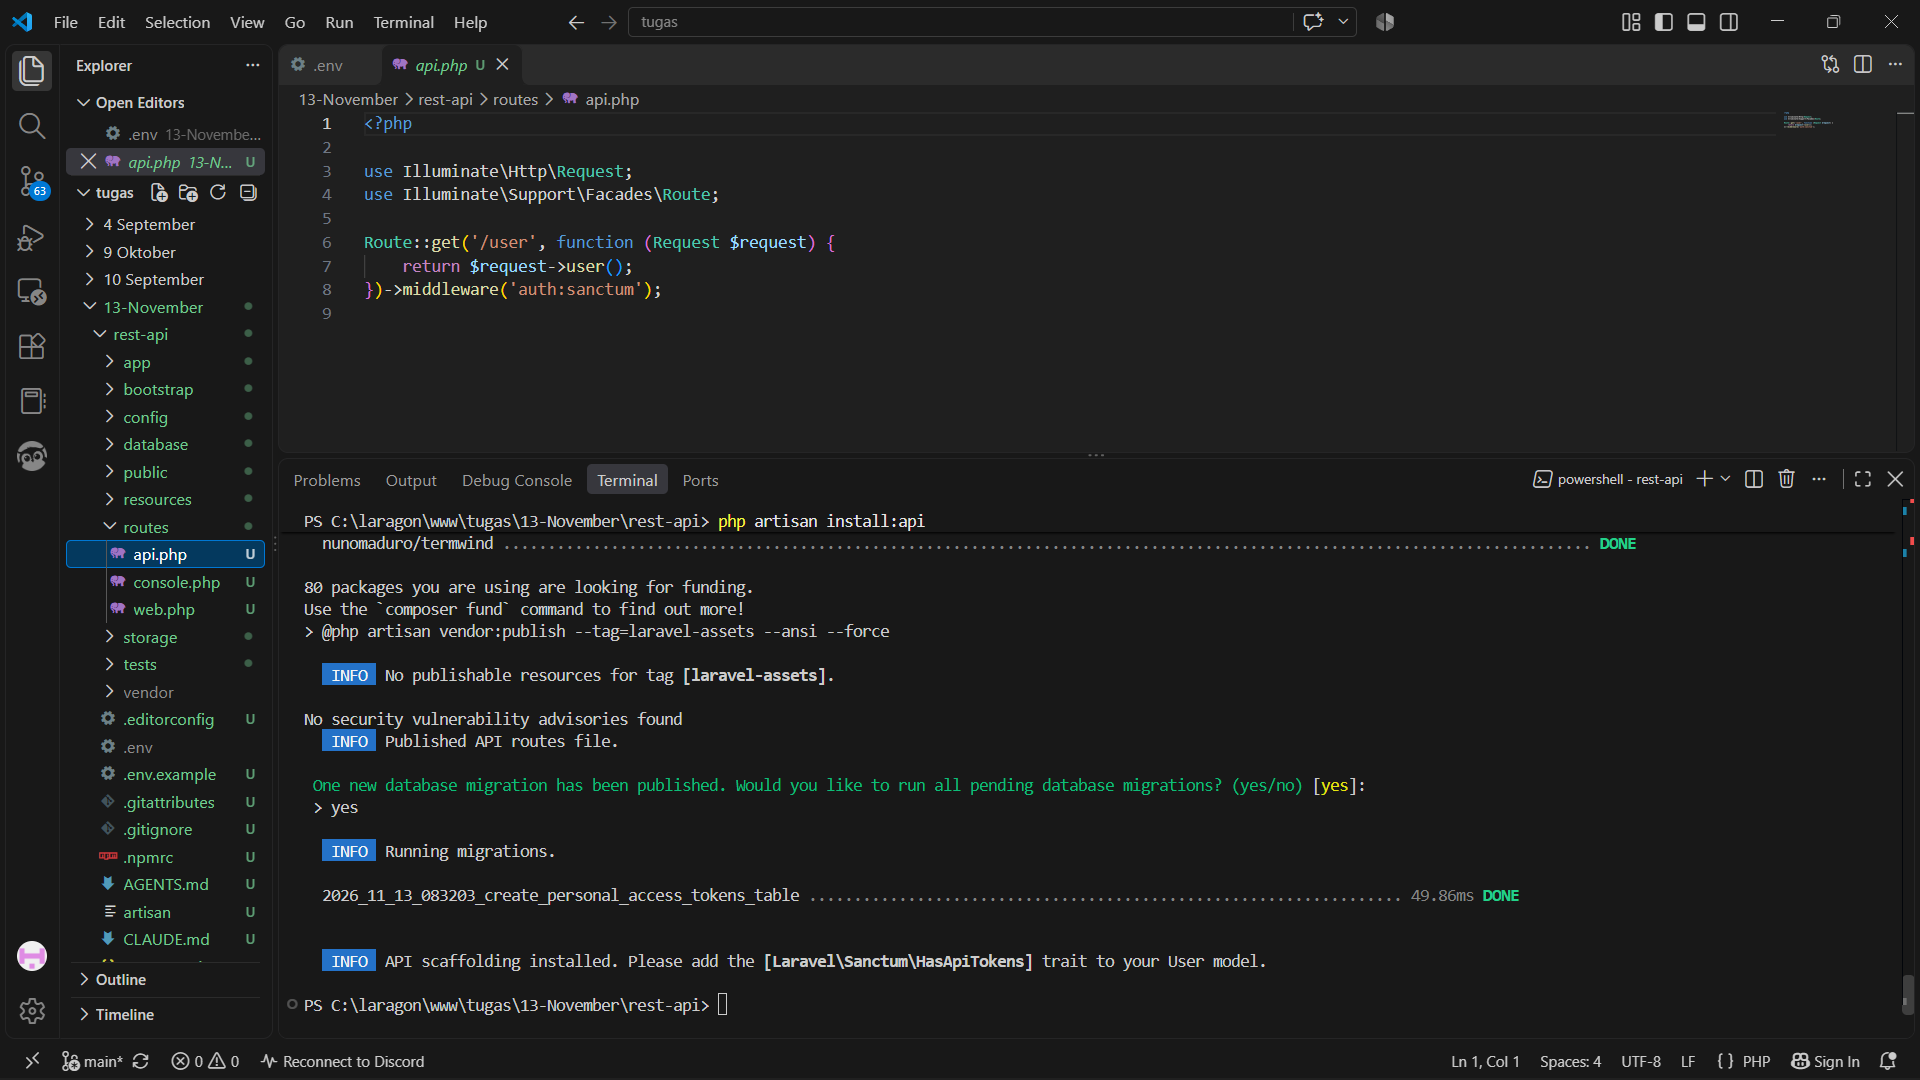 File Edit Selection View Go Run Terminal Help
tugas
Explorer
.env
api.php U
Open Editors
.env 13-Novembe...
api.php 13-N... U
tugas
4 September
9 Oktober
10 September
13-November
rest-api
app
bootstrap
config
database
public
resources
routes
api.php U
console.php U
web.php U
storage
tests
vendor
.editorconfig U
.env
.env.example U
.gitattributes U
.gitignore U
.npmrc U
AGENTS.md U
artisan U
CLAUDE.md U
Outline
Timeline
63
13-November > rest-api > routes > api.php
1 <?php
2
3 use Illuminate\Http\Request;
4 use Illuminate\Support\Facades\Route;
5
6 Route::get('/user', function (Request $request) {
7 return $request->user();
8 })->middleware('auth:sanctum');
9
Problems Output Debug Console Terminal Ports
powershell - rest-api
PS C:\laragon\www\tugas\13-November\rest-api> php artisan install:api
nunomaduro/termwind ........................................................................................................................ DONE
80 packages you are using are looking for funding.
Use the `composer fund` command to find out more!
> @php artisan vendor:publish --tag=laravel-assets --ansi --force
INFO No publishable resources for tag [laravel-assets].
No security vulnerability advisories found
INFO Published API routes file.
One new database migration has been published. Would you like to run all pending database migrations? (yes/no) [yes]:
> yes
INFO Running migrations.
2026_11_13_083203_create_personal_access_tokens_table .................................................................. 49.86ms DONE
INFO API scaffolding installed. Please add the [Laravel\Sanctum\HasApiTokens] trait to your User model.
PS C:\laragon\www\tugas\13-November\rest-api>
main* 0 0 Reconnect to Discord
Ln 1, Col 1 Spaces: 4 UTF-8 LF { } PHP Sign In